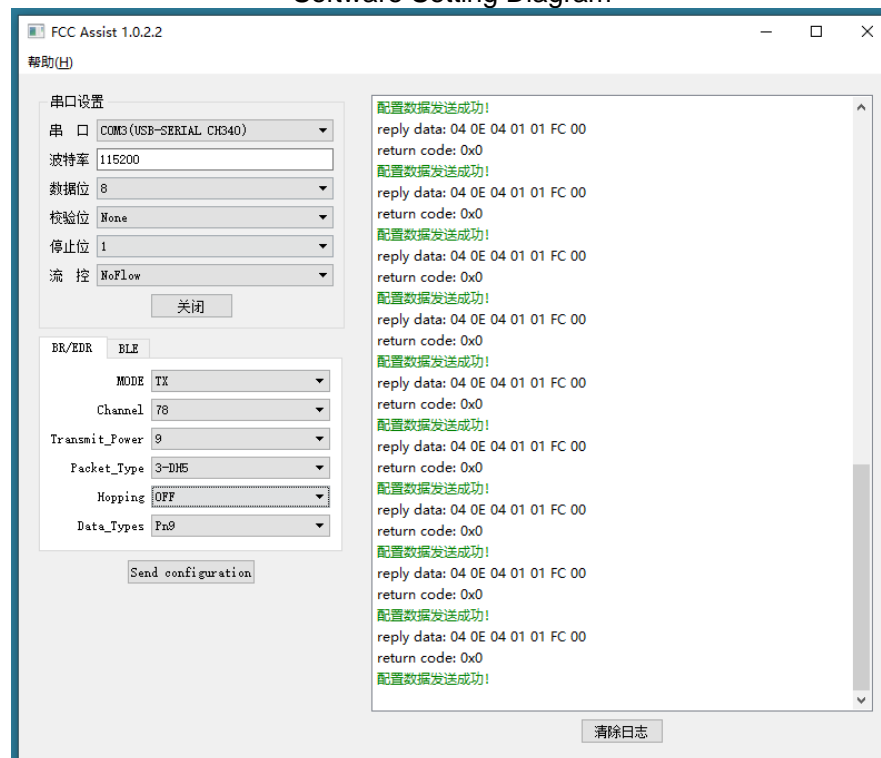 Software Setting Diagram
FCC Assist 1.0.2.2
帮助(H)
串口设置
串 口 COM3(USB-SERIAL CH340)
波特率 115200
数据位 8
校验位 None
停止位 1
流 控 NoFlow
关闭
BR/EDR BLE
MODE TX
Channel 78
Transmit_Power 9
Packet_Type 3-DH5
Hopping OFF
Data_Types Pn9
Send configuration
配置数据发送成功!
reply data: 04 0E 04 01 01 FC 00
return code: 0x0
配置数据发送成功!
reply data: 04 0E 04 01 01 FC 00
return code: 0x0
配置数据发送成功!
reply data: 04 0E 04 01 01 FC 00
return code: 0x0
配置数据发送成功!
reply data: 04 0E 04 01 01 FC 00
return code: 0x0
配置数据发送成功!
reply data: 04 0E 04 01 01 FC 00
return code: 0x0
配置数据发送成功!
reply data: 04 0E 04 01 01 FC 00
return code: 0x0
配置数据发送成功!
reply data: 04 0E 04 01 01 FC 00
return code: 0x0
配置数据发送成功!
reply data: 04 0E 04 01 01 FC 00
return code: 0x0
配置数据发送成功!
reply data: 04 0E 04 01 01 FC 00
return code: 0x0
配置数据发送成功!
清除日志